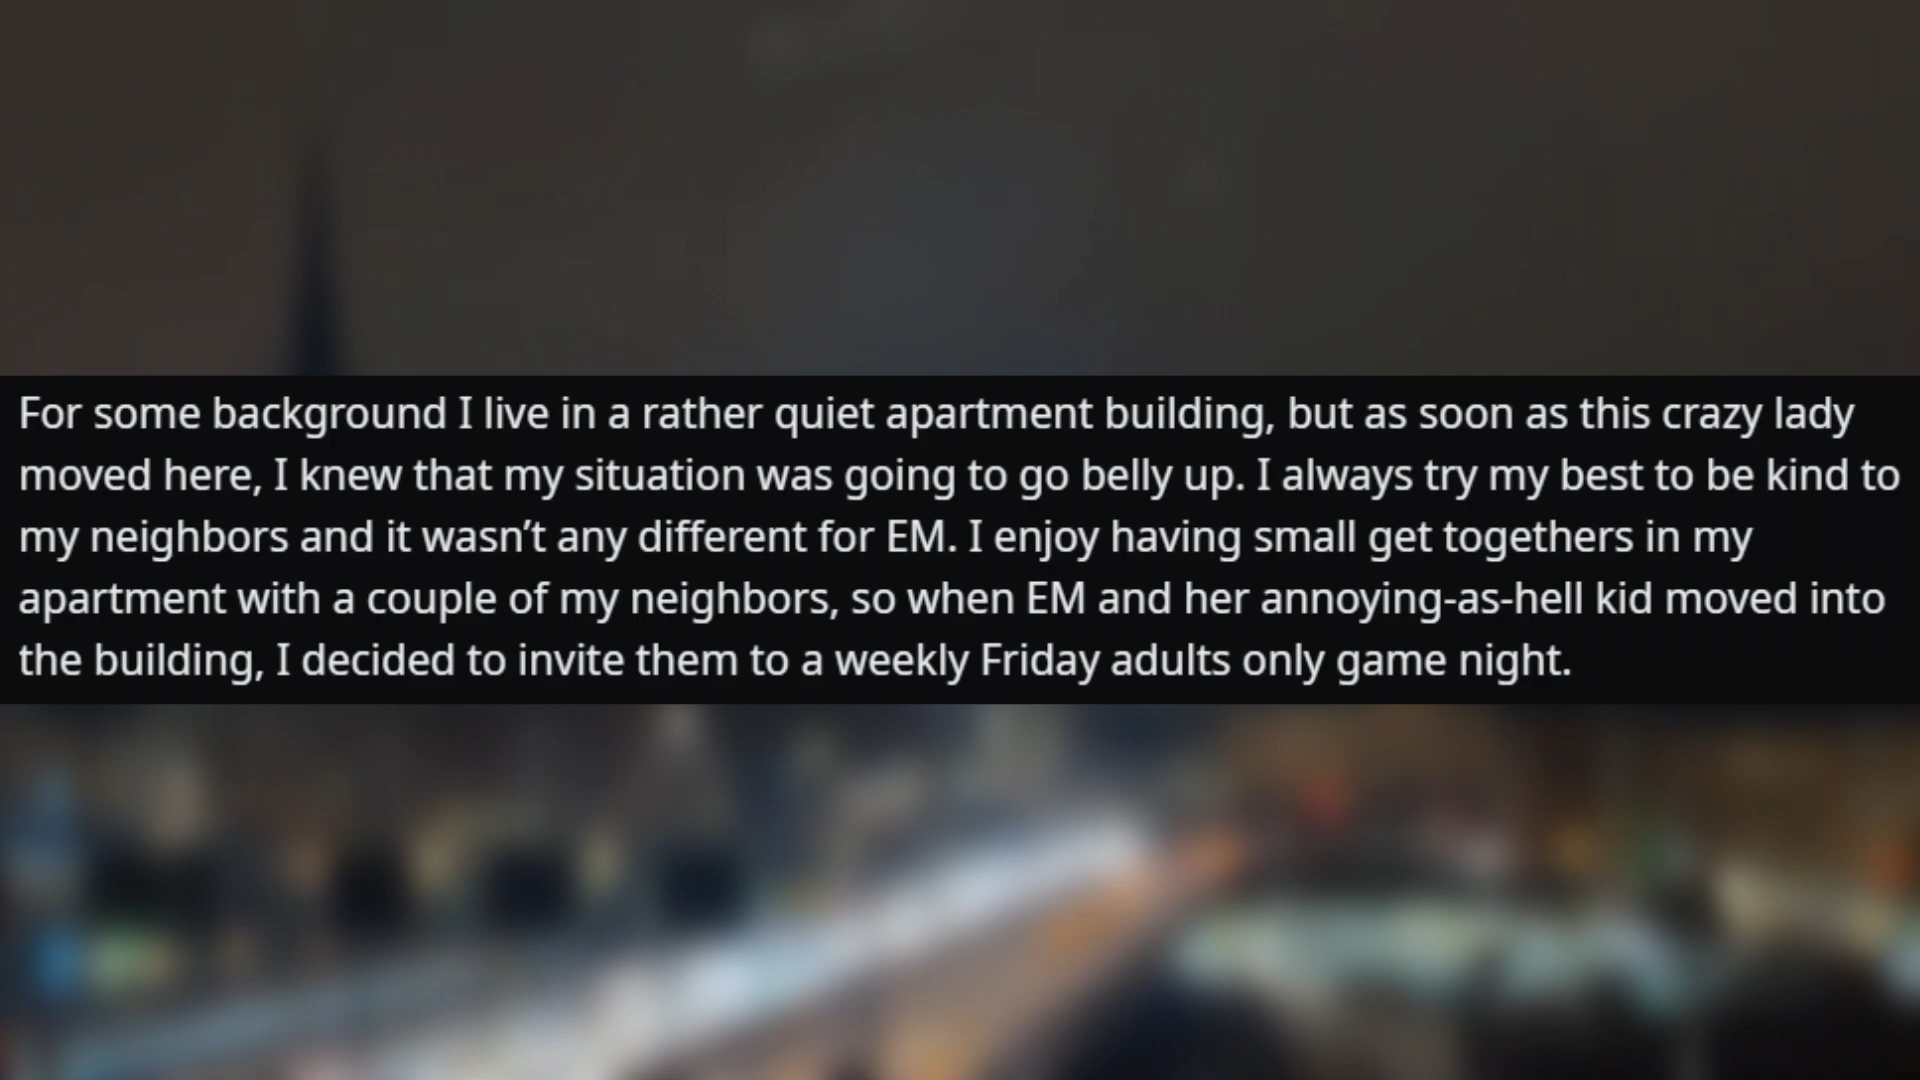 For some background I live in a rather quiet apartment building, but as soon as this crazy lady
moved here, I knew that my situation was going to go belly up. I always try my best to be kind to
my neighbors and it wasn’t any different for EM. I enjoy having small get togethers in my
apartment with a couple of my neighbors, so when EM and her annoying-as-hell kid moved into
the building, I decided to invite them to a weekly Friday adults only game night.